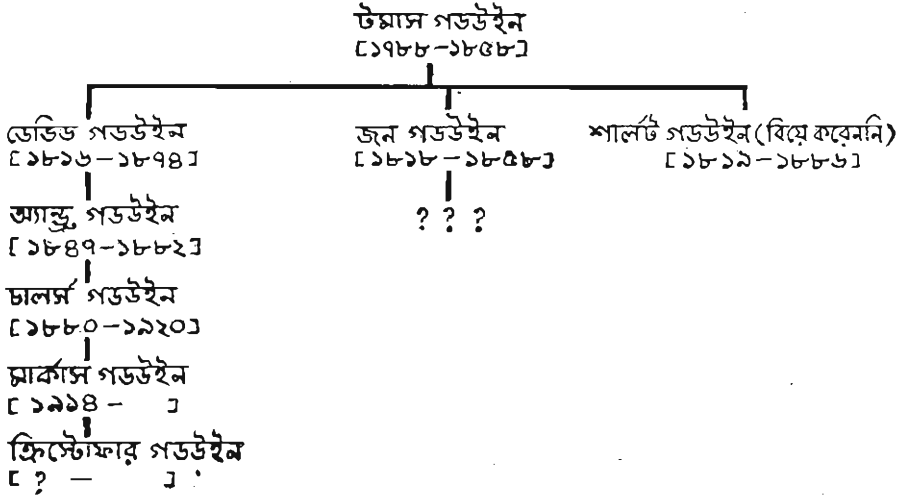 টমাস গডউইন
[১৭৮৮-১৮৫৮]
ডেভিড গডউইন
[১৮১৬-১৮৭৪]
জন গডউইন
[১৮১৮-১৮৫৮]
শার্লট গডউইন (বিয়ে করেননি)
[১৮১৯-১৮৮৬]
অ্যান্ড্রু গডউইন
[১৮৪৭-১৮৮২]
? ? ?
চার্লস গডউইন
[১৮৮০-১৯২০]
মার্কাস গডউইন
[১৯১৪ - ]
ক্রিস্টোফার গডউইন
[ ? - ]